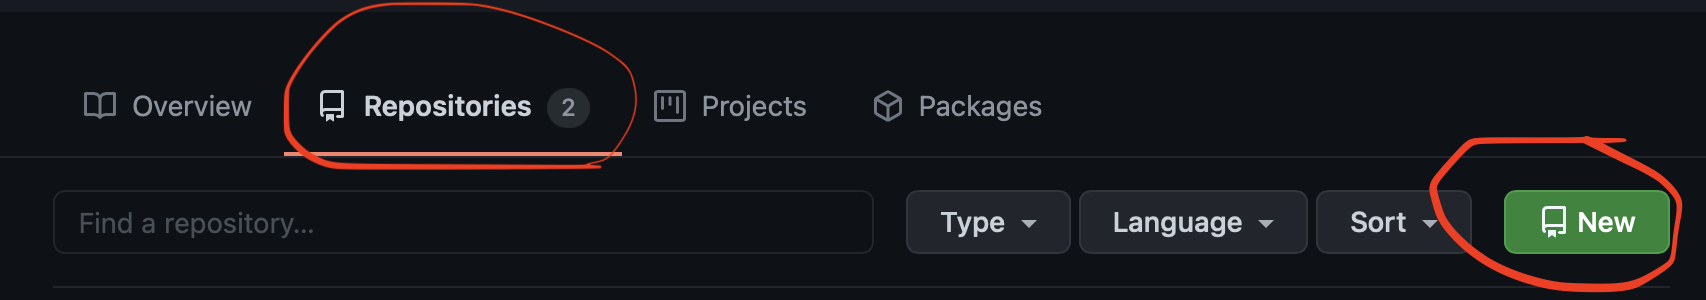 Overview Repositories 2 Projects Packages
Find a repository... Type Language Sort New